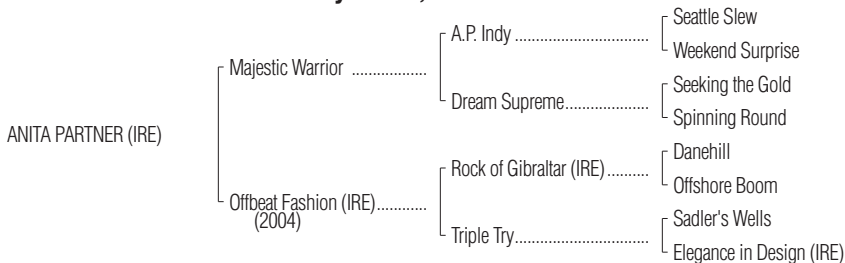 Seattle Slew
A.P. Indy ................................
Weekend Surprise
Majestic Warrior ..................
Seeking the Gold
Dream Supreme....................
Spinning Round
ANITA PARTNER (IRE)
Danehill
Rock of Gibraltar (IRE)..........
Offshore Boom
Offbeat Fashion (IRE)............
(2004)
Sadler's Wells
Triple Try................................
Elegance in Design (IRE)